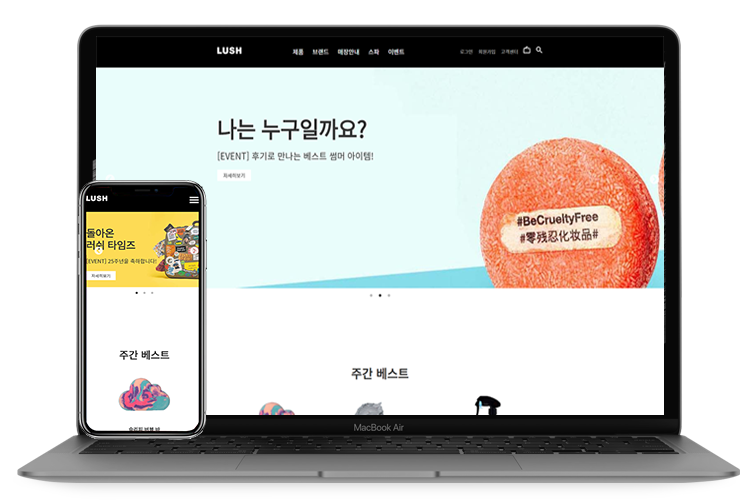 LUSH
제품 브랜드 매장안내 스파 이벤트
로그인 회원가입 고객센터
나는 누구일까요?
[EVENT] 후기로 만나는 베스트 썸머 아이템!
자세히보기
#BeCrueltyFree
#零残忍化妆品#
주간 베스트
LUSH
돌아온
러쉬 타임즈
[EVENT] 25주년을 축하합니다!
자세히보기
주간 베스트
MacBook Air